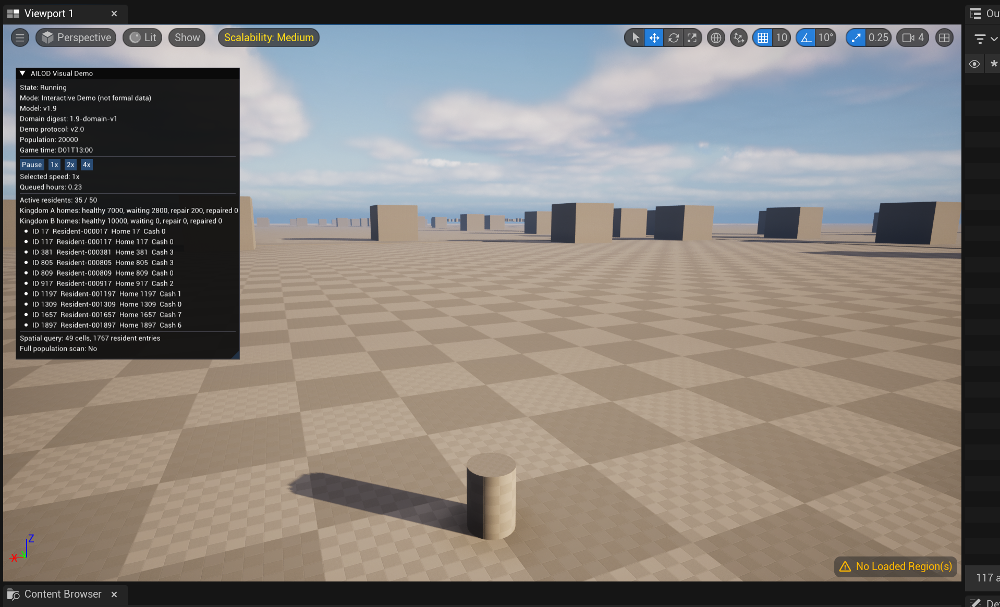 Viewport 1
Ou
Perspective
Lit
Show
Scalability: Medium
10
10°
0.25
4
AILOD Visual Demo
State: Running
Mode: Interactive Demo (not formal data)
Model: v1.9
Domain digest: 1.9-domain-v1
Demo protocol: v2.0
Population: 20000
Game time: D01T13:00
Pause 1x 2x 4x
Selected speed: 1x
Queued hours: 0.23
Active residents: 35 / 50
Kingdom A homes: healthy 7000, waiting 2800, repair 200, repaired 0
Kingdom B homes: healthy 10000, waiting 0, repair 0, repaired 0
ID 17 Resident-000017 Home 17 Cash 0
ID 117 Resident-000117 Home 117 Cash 0
ID 381 Resident-000381 Home 381 Cash 3
ID 805 Resident-000805 Home 805 Cash 3
ID 809 Resident-000809 Home 809 Cash 0
ID 917 Resident-000917 Home 917 Cash 2
ID 1197 Resident-001197 Home 1197 Cash 1
ID 1309 Resident-001309 Home 1309 Cash 0
ID 1657 Resident-001657 Home 1657 Cash 7
ID 1897 Resident-001897 Home 1897 Cash 6
Spatial query: 49 cells, 1767 resident entries
Full population scan: No
Z
X
No Loaded Region(s)
117 a
Content Browser
De